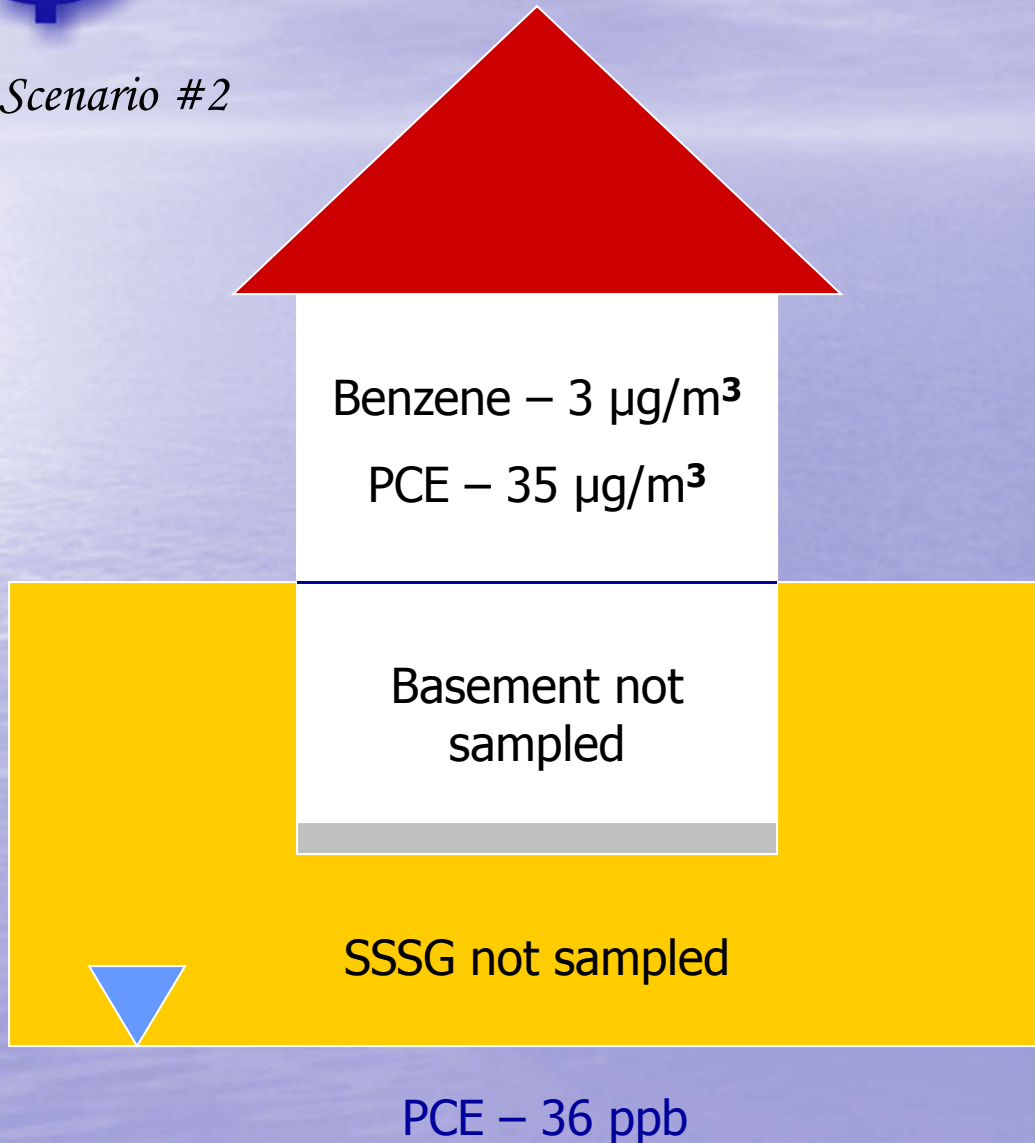 Scenario #2
Benzene – 3 µg/m³
PCE – 35 µg/m³
Basement not
sampled
SSSG not sampled
PCE – 36 ppb